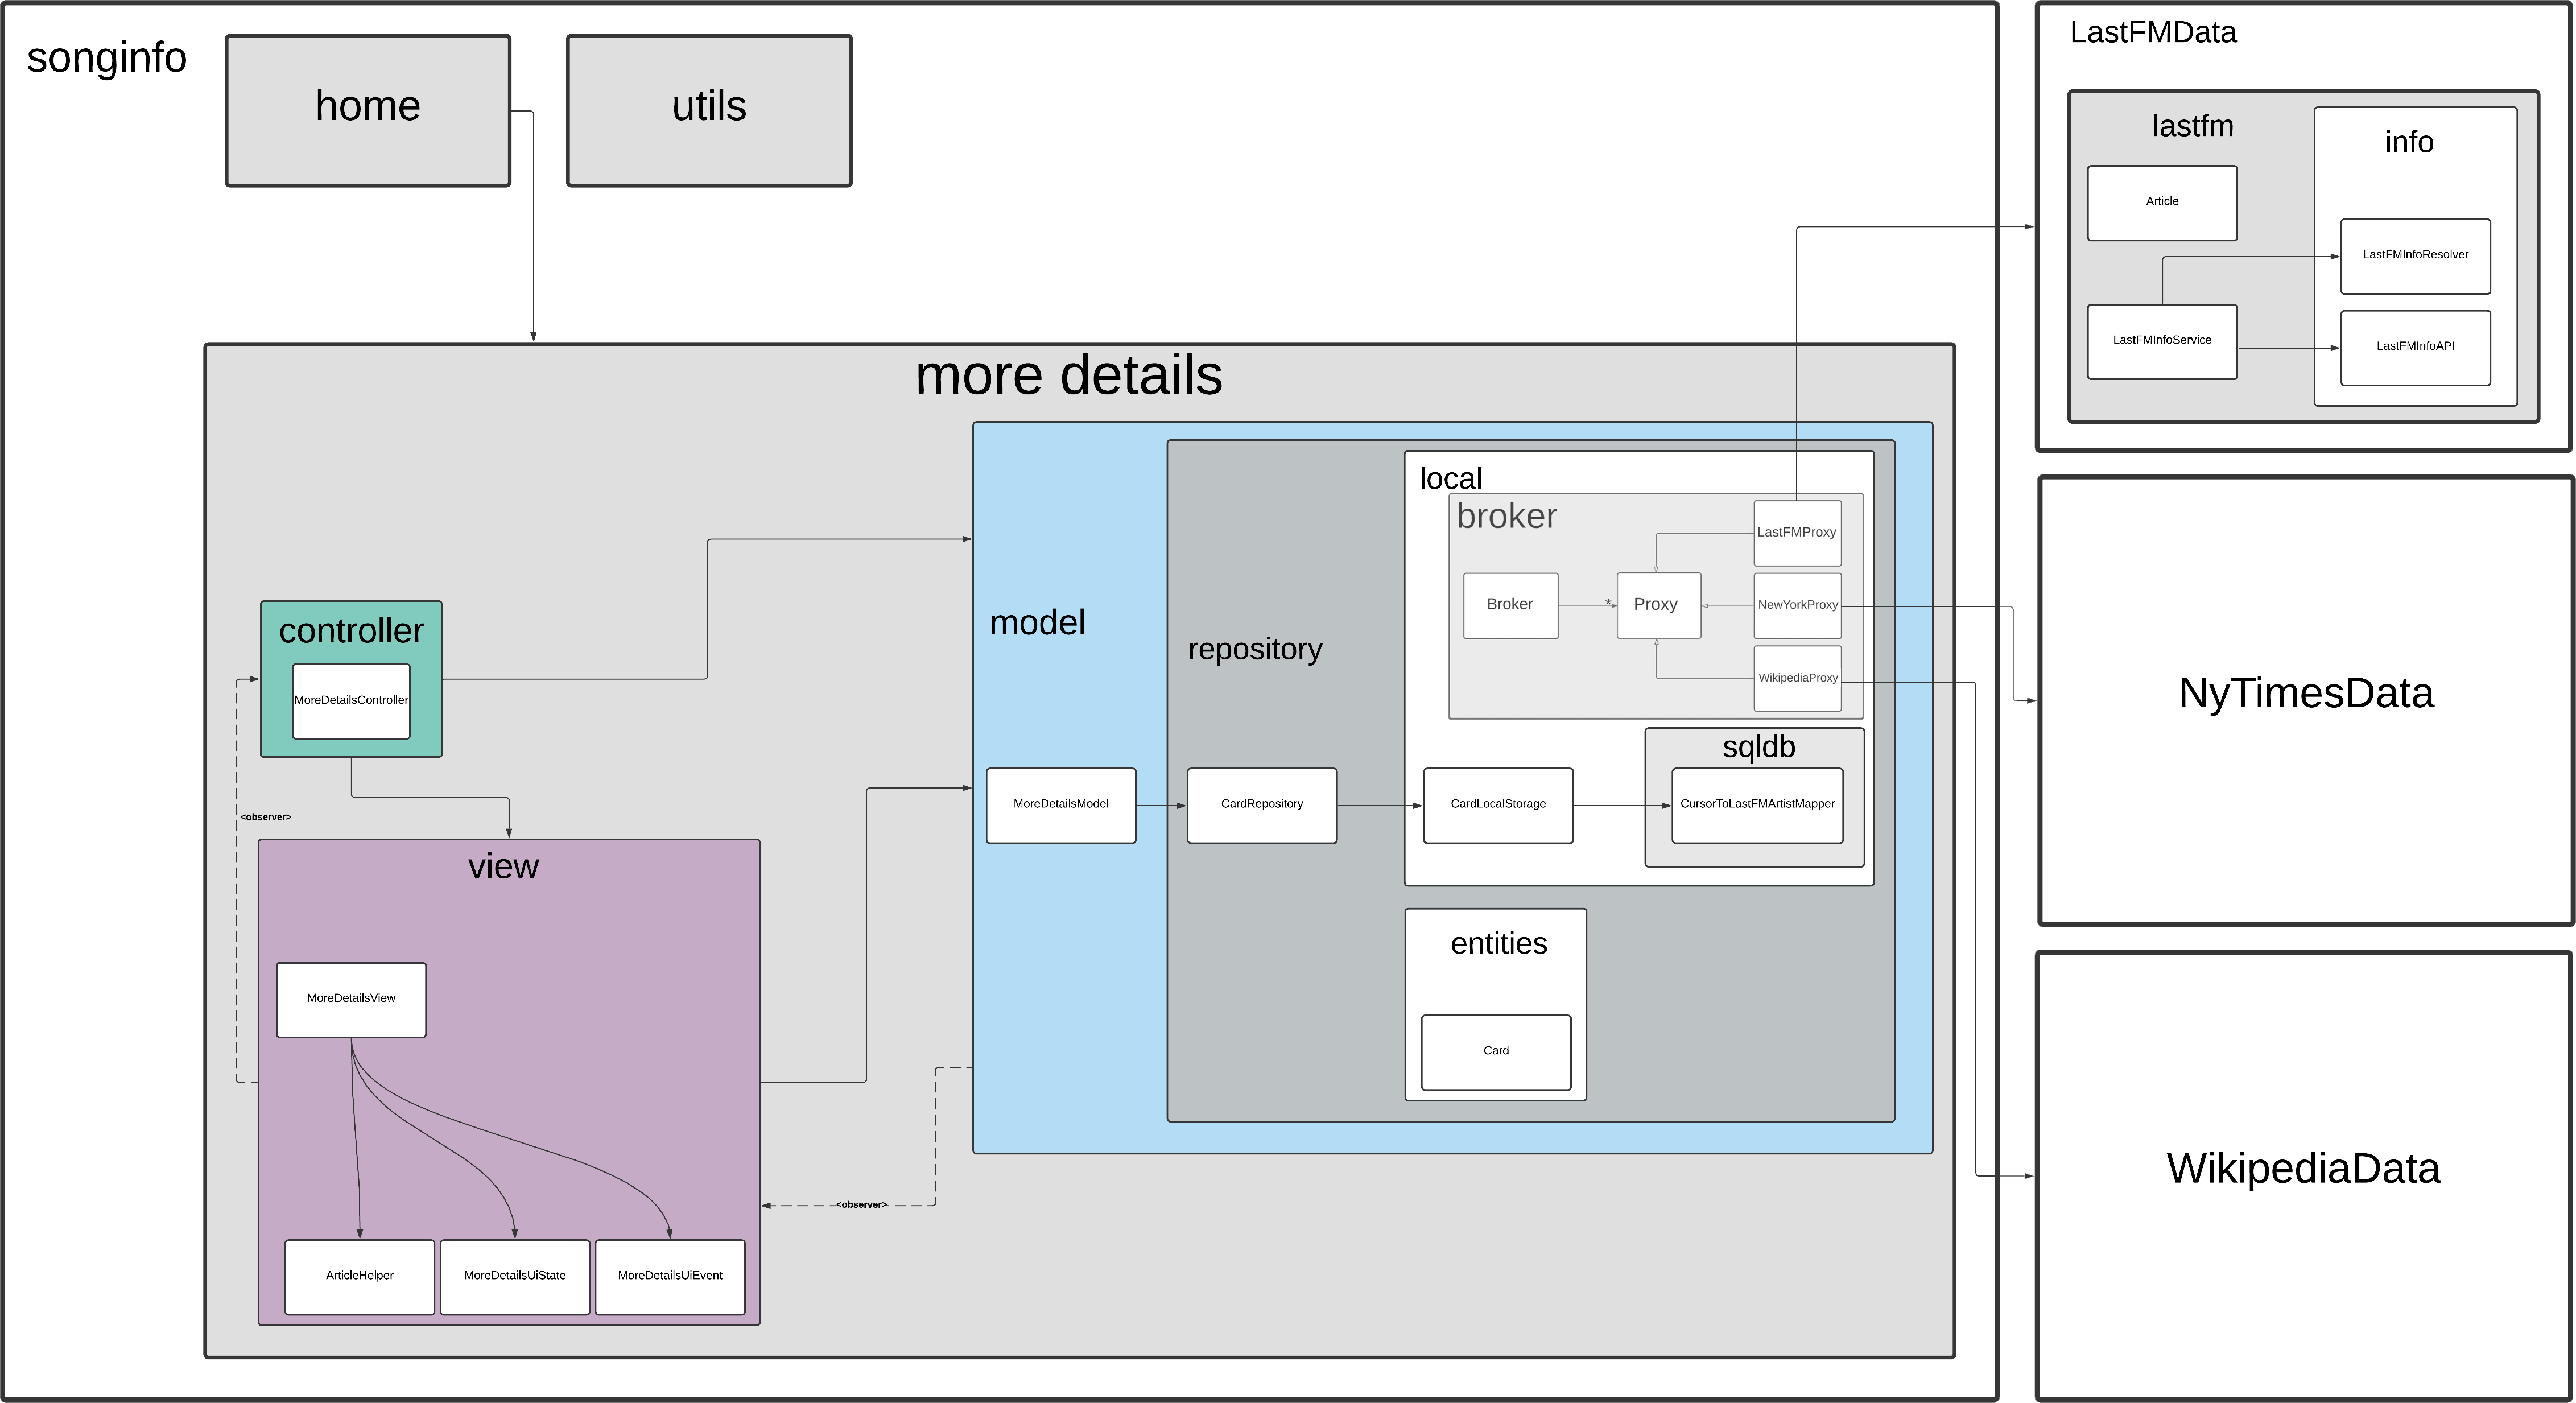 songinfo
home
utils
more details
controller
MoreDetailsController
<observer>
view
MoreDetailsView
ArticleHelper
MoreDetailsUiState
MoreDetailsUiEvent
<observer>
model
MoreDetailsModel
repository
CardRepository
local
broker
Broker
*
Proxy
LastFMProxy
NewYorkProxy
WikipediaProxy
CardLocalStorage
sqldb
CursorToLastFMArtistMapper
entities
Card
LastFMData
lastfm
info
Article
LastFMInfoResolver
LastFMInfoService
LastFMInfoAPI
NyTimesData
WikipediaData